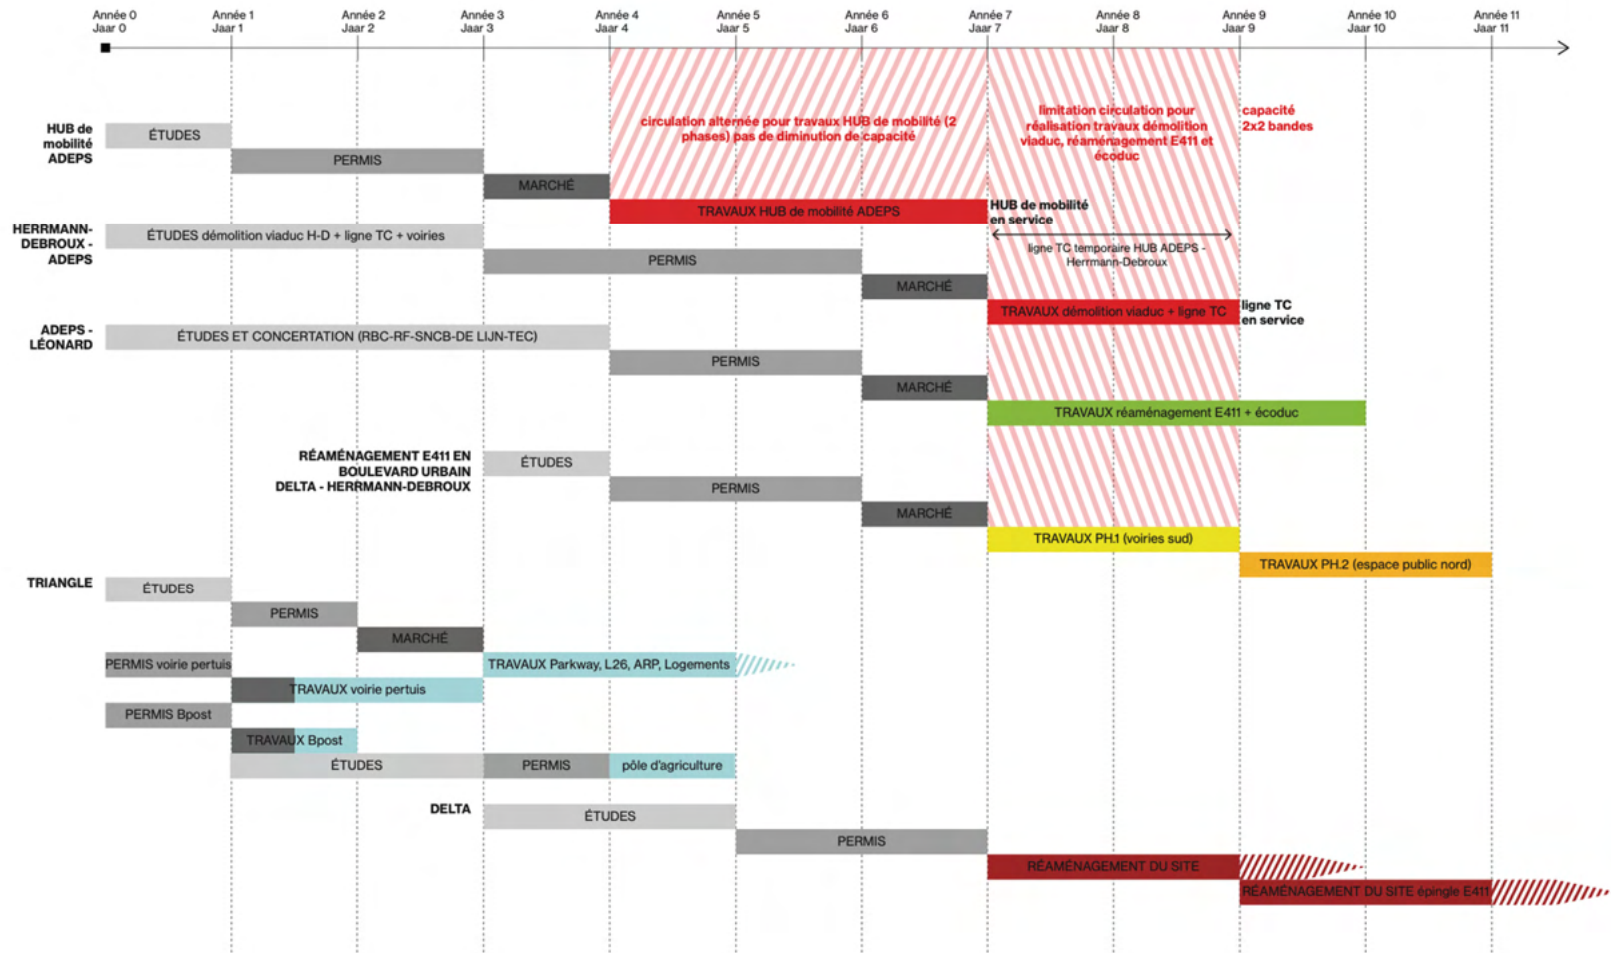 Année 0
Jaar 0
Année 1
Jaar 1
Année 2
Jaar 2
Année 3
Jaar 3
Année 4
Jaar 4
Année 5
Jaar 5
Année 6
Jaar 6
Année 7
Jaar 7
Année 8
Jaar 8
Année 9
Jaar 9
Année 10
Jaar 10
Année 11
Jaar 11
circulation alternée pour travaux HUB de mobilité (2
phases) pas de diminution de capacité
limitation circulation pour
réalisation travaux démolition
viaduc, réaménagement E411 et
écoduc
capacité
2x2 bandes
HUB de
mobilité
ADEPS
ÉTUDES
PERMIS
MARCHÉ
TRAVAUX HUB de mobilité ADEPS
HUB de mobilité
en service
HERRMANN-
DEBROUX -
ADEPS
ÉTUDES démolition viaduc H-D + ligne TC + voiries
ligne TC temporaire HUB ADEPS -
Herrmann-Debroux
PERMIS
MARCHÉ
TRAVAUX démolition viaduc + ligne TC
ligne TC
en service
ADEPS -
LÉONARD
ÉTUDES ET CONCERTATION (RBC-RF-SNCB-DE LIJN-TEC)
PERMIS
MARCHÉ
TRAVAUX réaménagement E411 + écoduc
RÉAMÉNAGEMENT E411 EN
BOULEVARD URBAIN
DELTA - HERRMANN-DEBROUX
ÉTUDES
PERMIS
MARCHÉ
TRAVAUX PH.1 (voiries sud)
TRAVAUX PH.2 (espace public nord)
TRIANGLE
ÉTUDES
PERMIS
MARCHÉ
PERMIS voirie pertuis
TRAVAUX Parkway, L26, ARP, Logements
TRAVAUX voirie pertuis
PERMIS Bpost
TRAVAUX Bpost
ÉTUDES
PERMIS
pôle d'agriculture
DELTA
ÉTUDES
PERMIS
RÉAMÉNAGEMENT DU SITE
RÉAMÉNAGEMENT DU SITE épingle E411